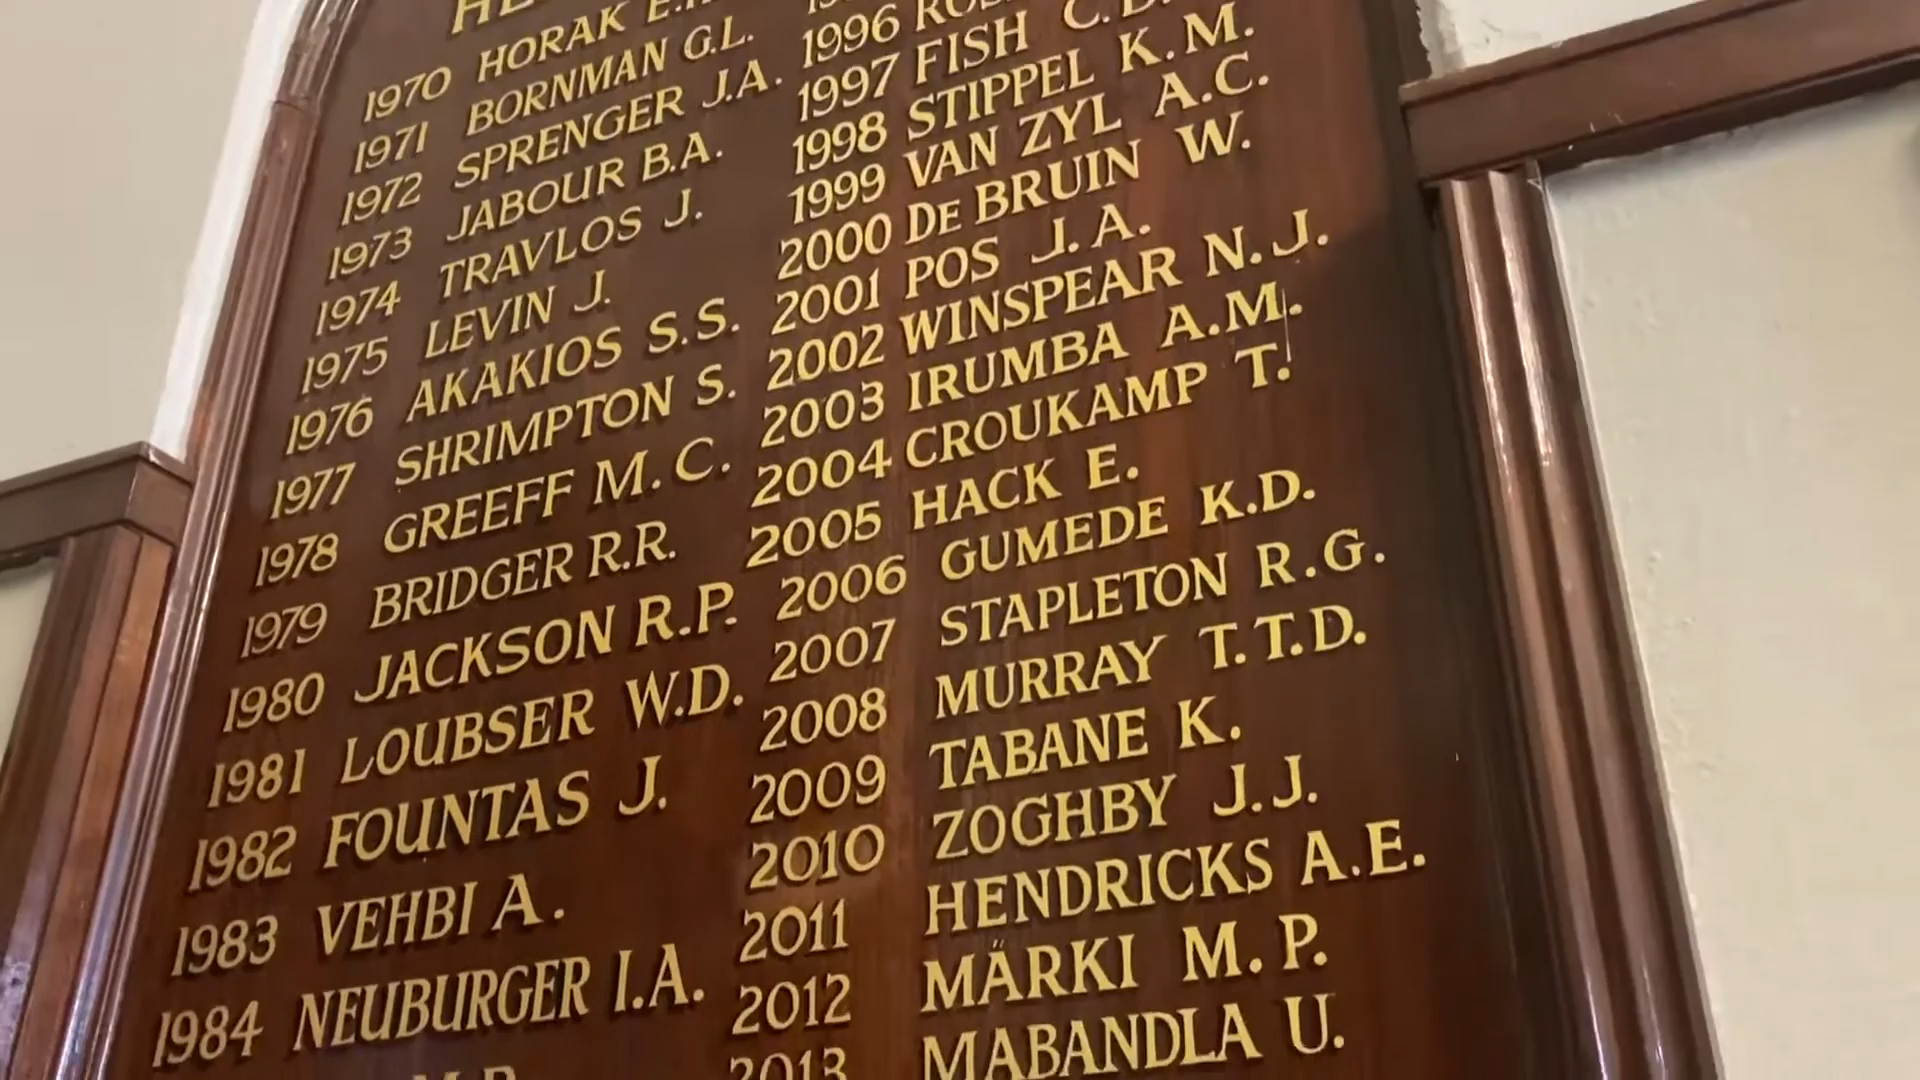 1970 HORAK
1971 BORNMAN G.L.
1972 SPRENGER J.A.
1973 JABOUR B.A.
1974 TRAVLOS J.
1975 LEVIN J.
1976 AKAKIOS S.S.
1977 SHRIMPTON S.
1978 GREEFF M.C.
1979 BRIDGER R.R.
1980 JACKSON R.P.
1981 LOUBSER W.D.
1982 FOUNTAS J.
1983 VEHBI A.
1984 NEUBURGER I.A.
1996
1997 FISH C.D.
1998 STIPPEL K.M.
1999 VAN ZYL A.C.
2000 DE BRUIN W.
2001 POS J.A.
2002 WINSPEAR N.J.
2003 IRUMBA A.M.
2004 CROUKAMP T.
2005 HACK E.
2006 GUMEDE K.D.
2007 STAPLETON R.G.
2008 MURRAY T.T.D.
2009 TABANE K.
2010 ZOGHBY J.J.
2011 HENDRICKS A.E.
2012 MÄRKI M.P.
2013 MABANDLA U.